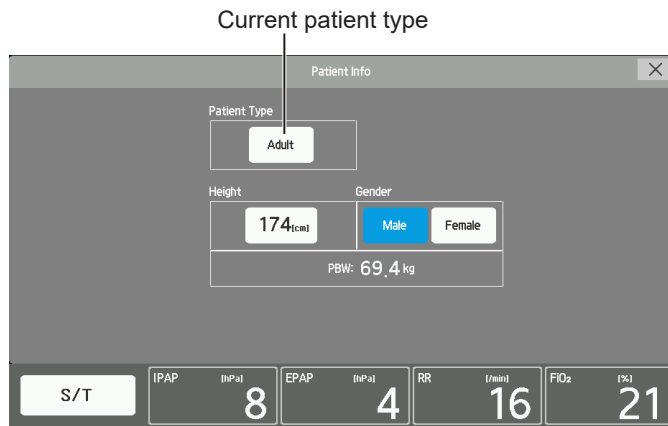 Current patient type
Patient Info
Patient Type
Adult
Height Gender
174[cm] Male Female
PBW: 69.4 kg
S/T
IPAP [hPa] EPAP [hPa] RR [/min] FiO₂ [%]
8 4 16 21